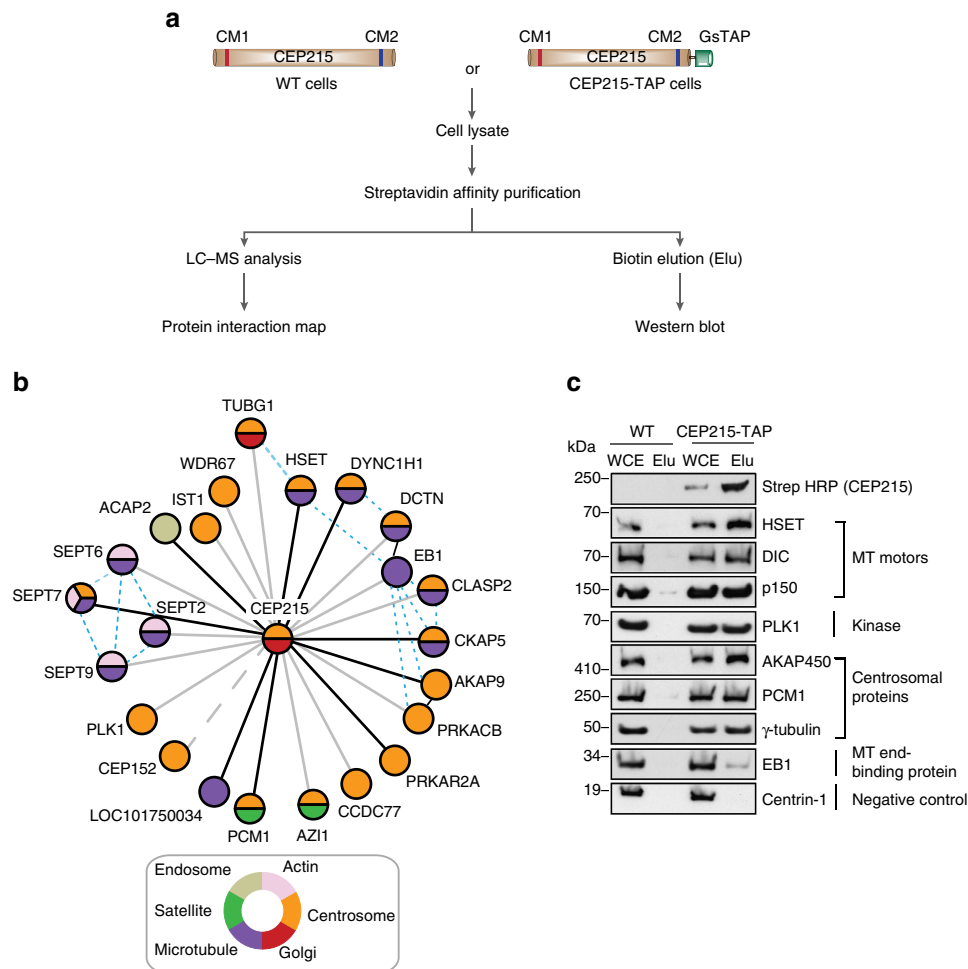 a
CM1 CM2 CM1 CM2 GsTAP
CEP215 CEP215
WT cells or CEP215-TAP cells
Cell lysate
Streptavidin affinity purification
LC–MS analysis Biotin elution (Elu)
Protein interaction map Western blot
b
TUBG1
WDR67 HSET DYNC1H1
IST1 DCTN
ACAP2
EB1
SEPT6 CLASP2
SEPT7 SEPT2 CEP215
CKAP5
SEPT9 AKAP9
PLK1 PRKACB
CEP152 PRKAR2A
LOC101750034 CCDC77
PCM1 AZI1
Endosome Actin
Satellite Centrosome
Microtubule Golgi
c
kDa WT CEP215-TAP
WCE Elu WCE Elu
250 Strep HRP (CEP215)
70 HSET
70 DIC MT motors
150 p150
70 PLK1 Kinase
410 AKAP450
250 PCM1 Centrosomal proteins
50 γ-tubulin
34 EB1 MT end-binding protein
19 Centrin-1 Negative control